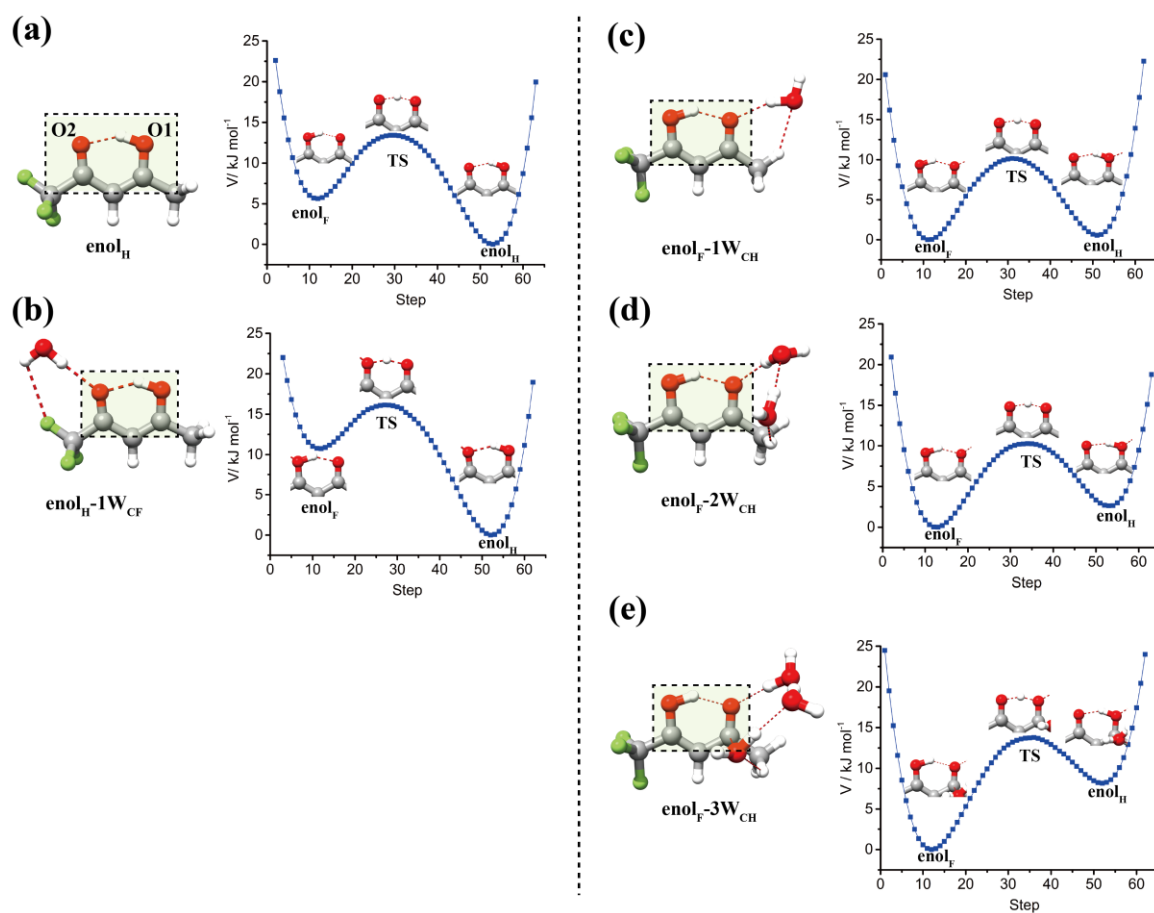 (a)
O2
O1
enolH
V/ kJ mol-1
25
20
15
10
5
0
enolF
TS
enolH
0 10 20 30 40 50 60
Step
(b)
enolH-1WCF
V/ kJ mol-1
25
20
15
10
5
0
TS
enolF
enolH
0 10 20 30 40 50 60
Step
(c)
enolF-1WCH
V/ kJ mol-1
25
20
15
10
5
0
TS
enolF
enolH
0 10 20 30 40 50 60
Step
(d)
enolF-2WCH
V/ kJ mol-1
25
20
15
10
5
0
TS
enolF
enolH
0 10 20 30 40 50 60
Step
(e)
enolF-3WCH
V / kJ mol-1
25
20
15
10
5
0
TS
enolH
enolF
0 10 20 30 40 50 60
Step